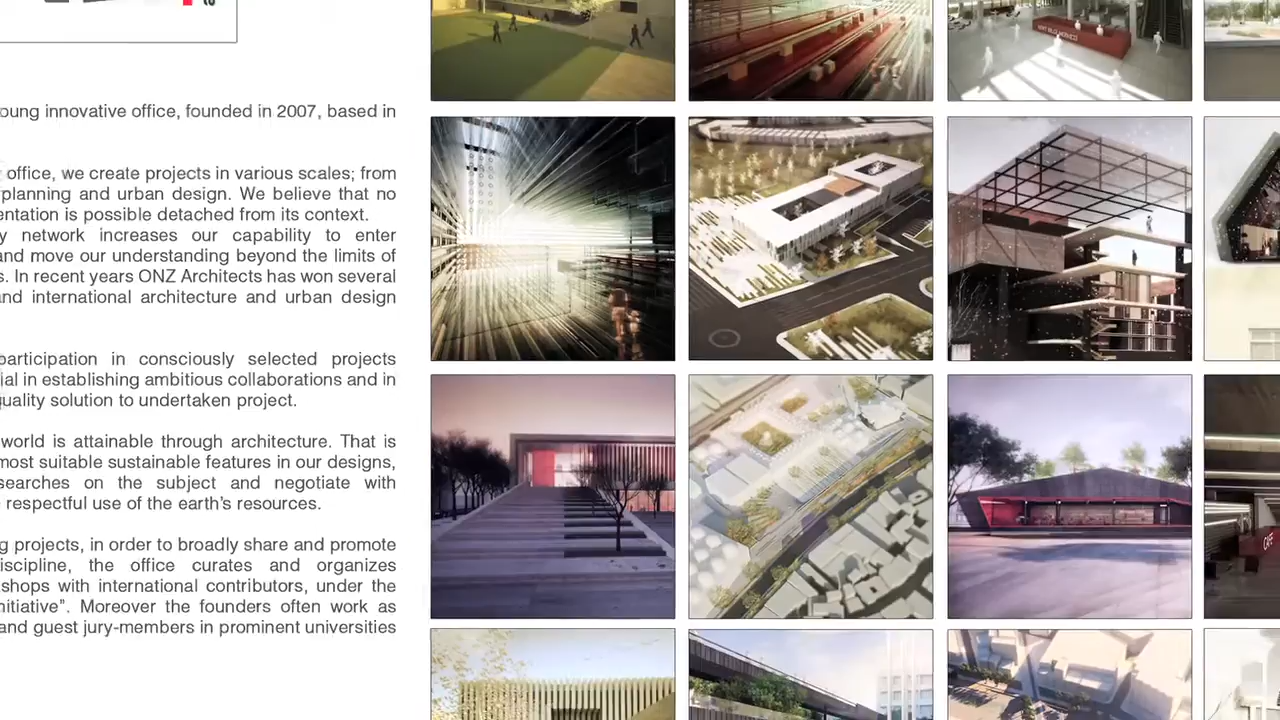 oung innovative office, founded in 2007, based in
office, we create projects in various scales; from
planning and urban design. We believe that no
entation is possible detached from its context.
y network increases our capability to enter
and move our understanding beyond the limits of
s. In recent years ONZ Architects has won several
and international architecture and urban design
participation in consciously selected projects
ial in establishing ambitious collaborations and in
quality solution to undertaken project.
world is attainable through architecture. That is
most suitable sustainable features in our designs,
searches on the subject and negotiate with
respectful use of the earth's resources.
g projects, in order to broadly share and promote
iscipline, the office curates and organizes
shops with international contributors, under the
nitiative". Moreover the founders often work as
and guest jury-members in prominent universities
CAFE